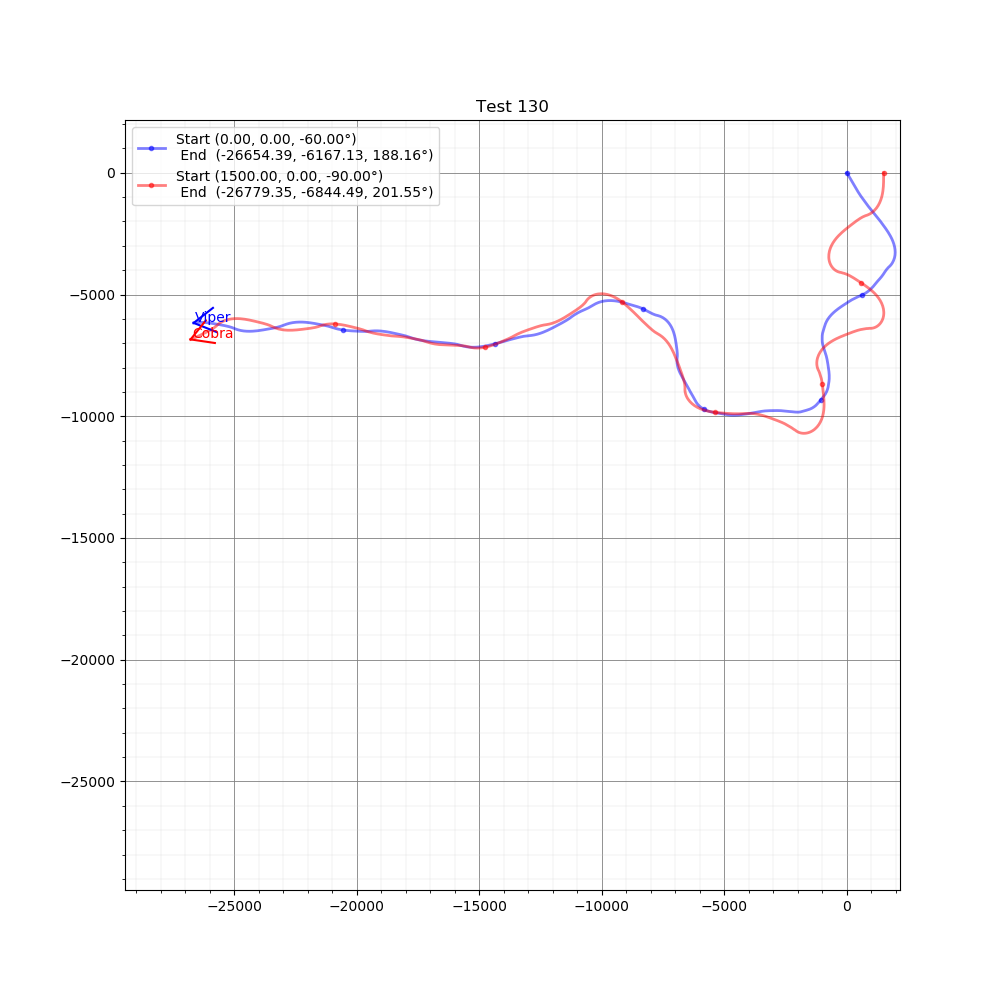 Test 130
Start (0.00, 0.00, -60.00°)
End  (-26654.39, -6167.13, 188.16°)
Start (1500.00, 0.00, -90.00°)
End  (-26779.35, -6844.49, 201.55°)
0
−5000
−10000
−15000
−20000
−25000
Viper
Cobra
−25000
−20000
−15000
−10000
−5000
0